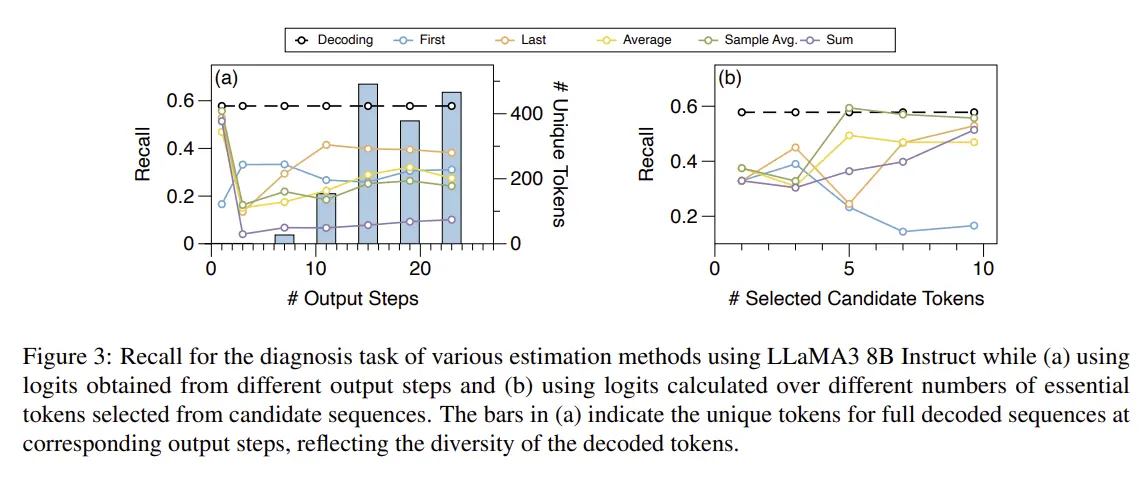 Decoding First Last Average Sample Avg. Sum
(a)
0.6
0.4
0.2
0
Recall
400
200
0
# Unique Tokens
0 10 20
# Output Steps
(b)
0.6
0.4
0.2
Recall
0 5 10
# Selected Candidate Tokens
Figure 3: Recall for the diagnosis task of various estimation methods using LLaMA3 8B Instruct while (a) using
logits obtained from different output steps and (b) using logits calculated over different numbers of essential
tokens selected from candidate sequences. The bars in (a) indicate the unique tokens for full decoded sequences at
corresponding output steps, reflecting the diversity of the decoded tokens.